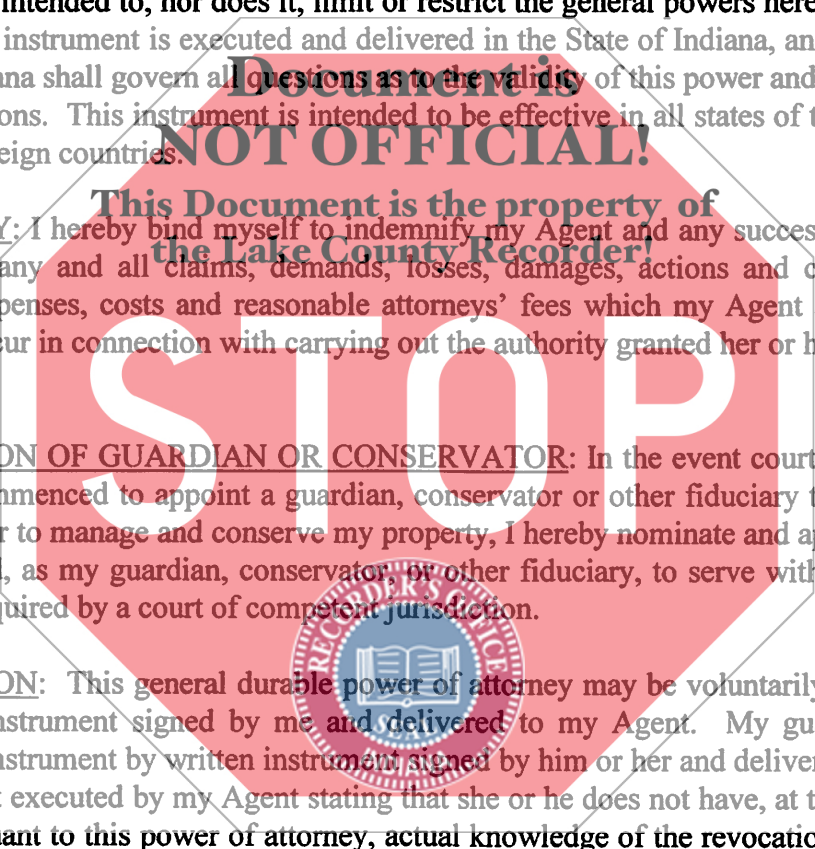 intended to, nor does it, limit or restrict the general powers here
instrument is executed and delivered in the State of Indiana, an
ana shall govern all questions as to the validity of this power and
ons. This instrument is intended to be effective in all states of t
eign countries.
Document is
NOT OFFICIAL!
This Document is the property of
the Lake County Recorder!
Y: I hereby bind myself to indemnify my Agent and any succes
any and all claims, demands, losses, damages, actions and c
penses, costs and reasonable attorneys' fees which my Agent
ur in connection with carrying out the authority granted her or h
STOP
ON OF GUARDIAN OR CONSERVATOR: In the event court
mmenced to appoint a guardian, conservator or other fiduciary t
r to manage and conserve my property, I hereby nominate and a
, as my guardian, conservator, or other fiduciary, to serve with
quired by a court of competent jurisdiction.
RECORDER'S OFFICE
SEAL
INDIANA
ON: This general durable power of attorney may be voluntarily
nstrument signed by me and delivered to my Agent. My gu
nstrument by written instrument signed by him or her and deliver
t executed by my Agent stating that she or he does not have, at t
uant to this power of attorney, actual knowledge of the revocatio